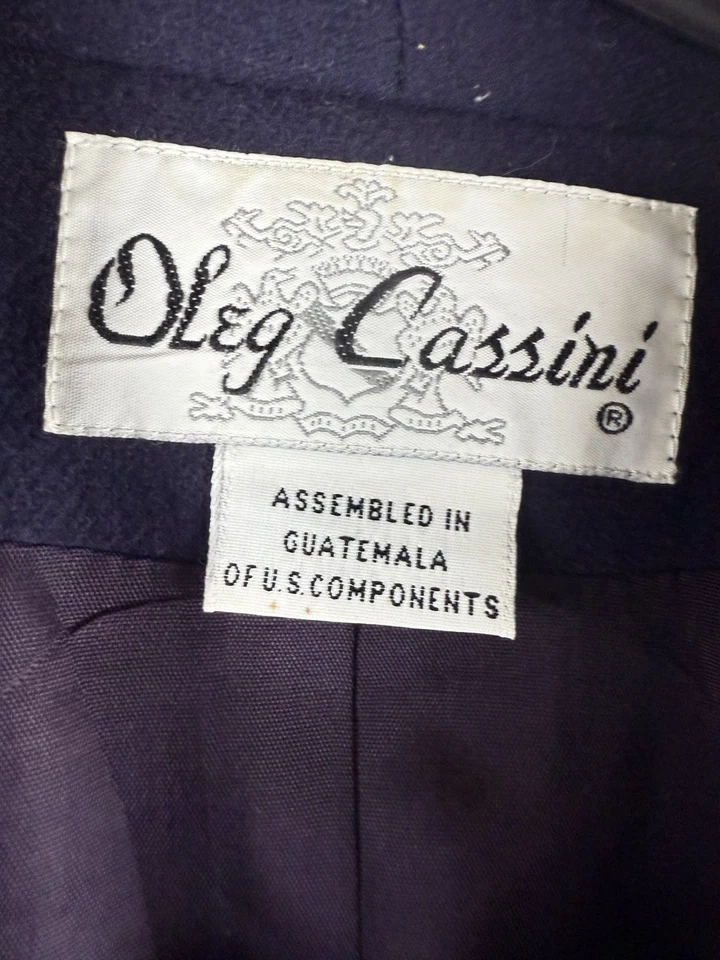 Oleg Cassini
®
ASSEMBLED IN
GUATEMALA
OF U.S. COMPONENTS